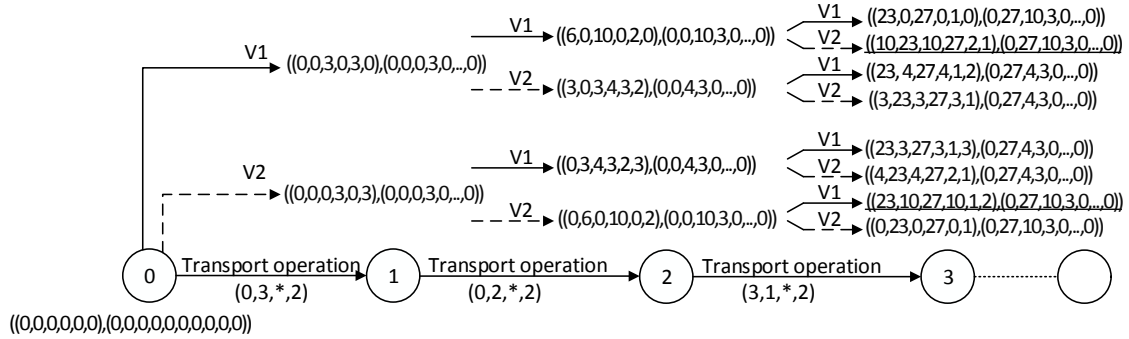 V1 ((0,0,3,0,3,0),(0,0,0,3,0,..,0))
V2 ((0,0,0,3,0,3),(0,0,0,3,0,..,0))
V1 ((6,0,10,0,2,0),(0,0,10,3,0,..,0))
V2 ((3,0,3,4,3,2),(0,0,4,3,0,..,0))
V1 ((0,3,4,3,2,3),(0,0,4,3,0,..,0))
V2 ((0,6,0,10,0,2),(0,0,10,3,0,..,0))
V1 ((23,0,27,0,1,0),(0,27,10,3,0,..,0))
V2 ((10,23,10,27,2,1),(0,27,10,3,0,..,0))
V1 ((23,4,27,4,1,2),(0,27,4,3,0,..,0))
V2 ((3,23,3,27,3,1),(0,27,4,3,0,..,0))
V1 ((23,3,27,3,1,3),(0,27,4,3,0,..,0))
V2 ((4,23,4,27,2,1),(0,27,4,3,0,..,0))
V1 ((23,10,27,10,1,2),(0,27,10,3,0,..,0))
V2 ((0,23,0,27,0,1),(0,27,10,3,0,..,0))
0 Transport operation 1 Transport operation 2 Transport operation 3
(0,3,*,2) (0,2,*,2) (3,1,*,2)
((0,0,0,0,0,0),(0,0,0,0,0,0,0,0,0,0))